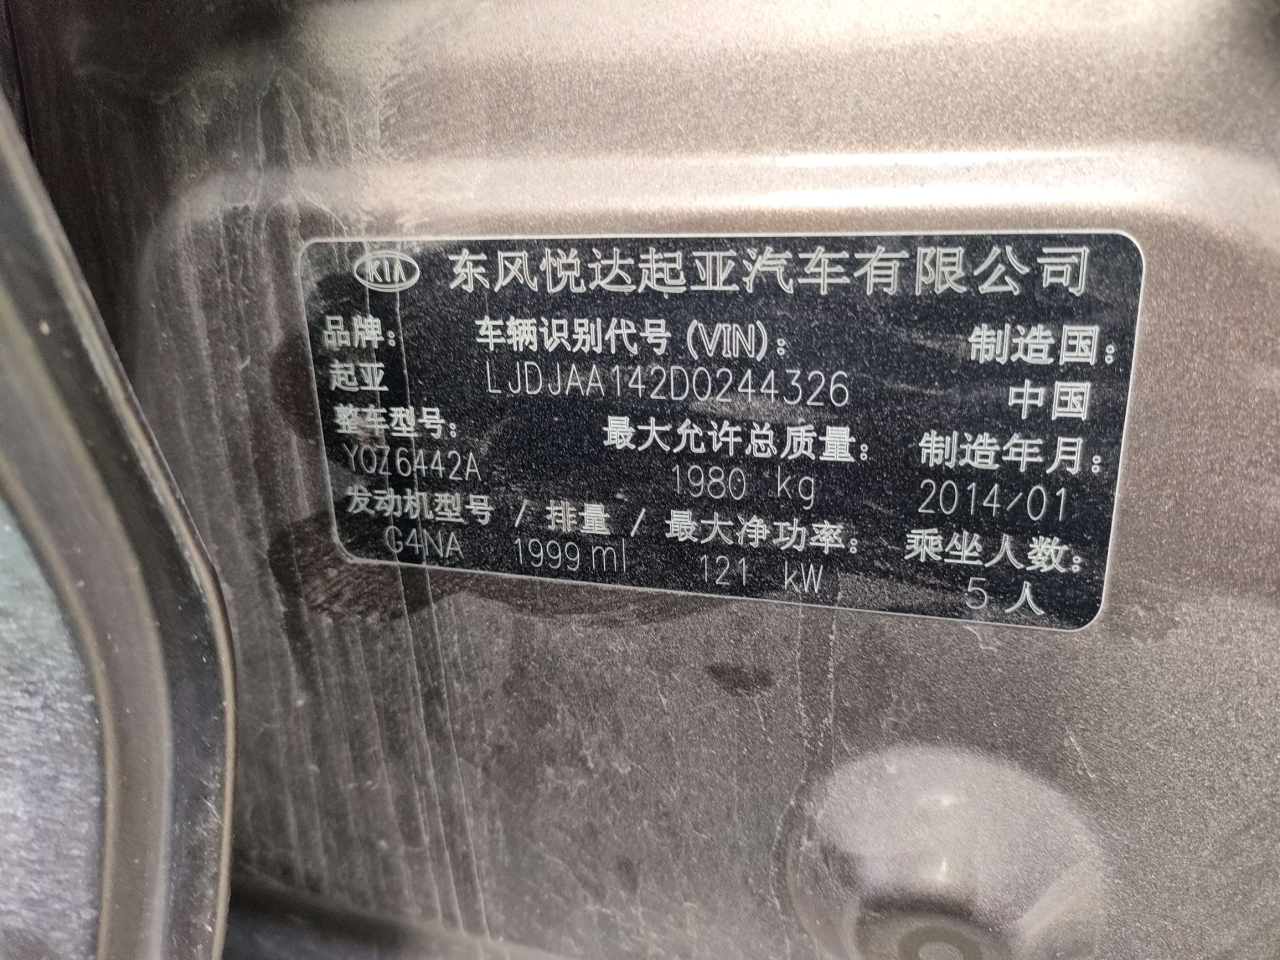 KIA 东风悦达起亚汽车有限公司
品牌： 车辆识别代号 (VIN)： 制造国：
起亚 LJDJAA142D0244326 中国
整车型号： 最大允许总质量： 制造年月：
YQZ6442A 1980 kg 2014/01
发动机型号 / 排量 / 最大净功率： 乘坐人数：
G4NA 1999ml 121 kW 5人